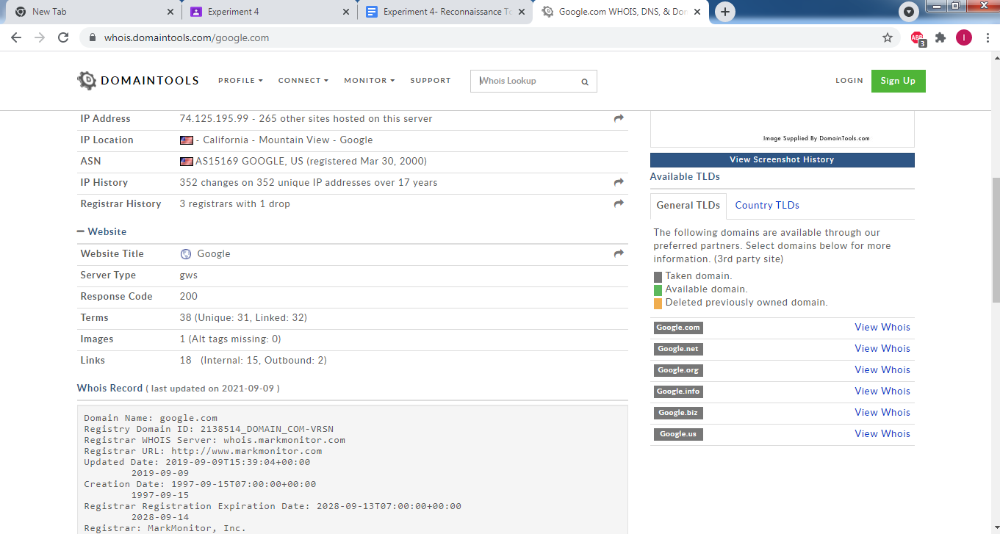 New Tab
Experiment 4
Experiment 4- Reconnaissance To
Google.com WHOIS, DNS, & Dom
whois.domaintools.com/google.com
ABP
3
I
DOMAINTOOLS
PROFILE
CONNECT
MONITOR
SUPPORT
Whois Lookup
LOGIN
Sign Up
IP Address 74.125.195.99 - 265 other sites hosted on this server
IP Location - California - Mountain View - Google
ASN AS15169 GOOGLE, US (registered Mar 30, 2000)
IP History 352 changes on 352 unique IP addresses over 17 years
Registrar History 3 registrars with 1 drop
Website
Website Title Google
Server Type gws
Response Code 200
Terms 38 (Unique: 31, Linked: 32)
Images 1 (Alt tags missing: 0)
Links 18 (Internal: 15, Outbound: 2)
Whois Record ( last updated on 2021-09-09 )
Domain Name: google.com
Registry Domain ID: 2138514_DOMAIN_COM-VRSN
Registrar WHOIS Server: whois.markmonitor.com
Registrar URL: http://www.markmonitor.com
Updated Date: 2019-09-09T15:39:04+00:00
2019-09-09
Creation Date: 1997-09-15T07:00:00+00:00
1997-09-15
Registrar Registration Expiration Date: 2028-09-13T07:00:00+00:00
2028-09-14
Registrar: MarkMonitor, Inc.
Image Supplied By DomainTools.com
View Screenshot History
Available TLDs
General TLDs
Country TLDs
The following domains are available through our
preferred partners. Select domains below for more
information. (3rd party site)
Taken domain.
Available domain.
Deleted previously owned domain.
Google.com View Whois
Google.net View Whois
Google.org View Whois
Google.info View Whois
Google.biz View Whois
Google.us View Whois